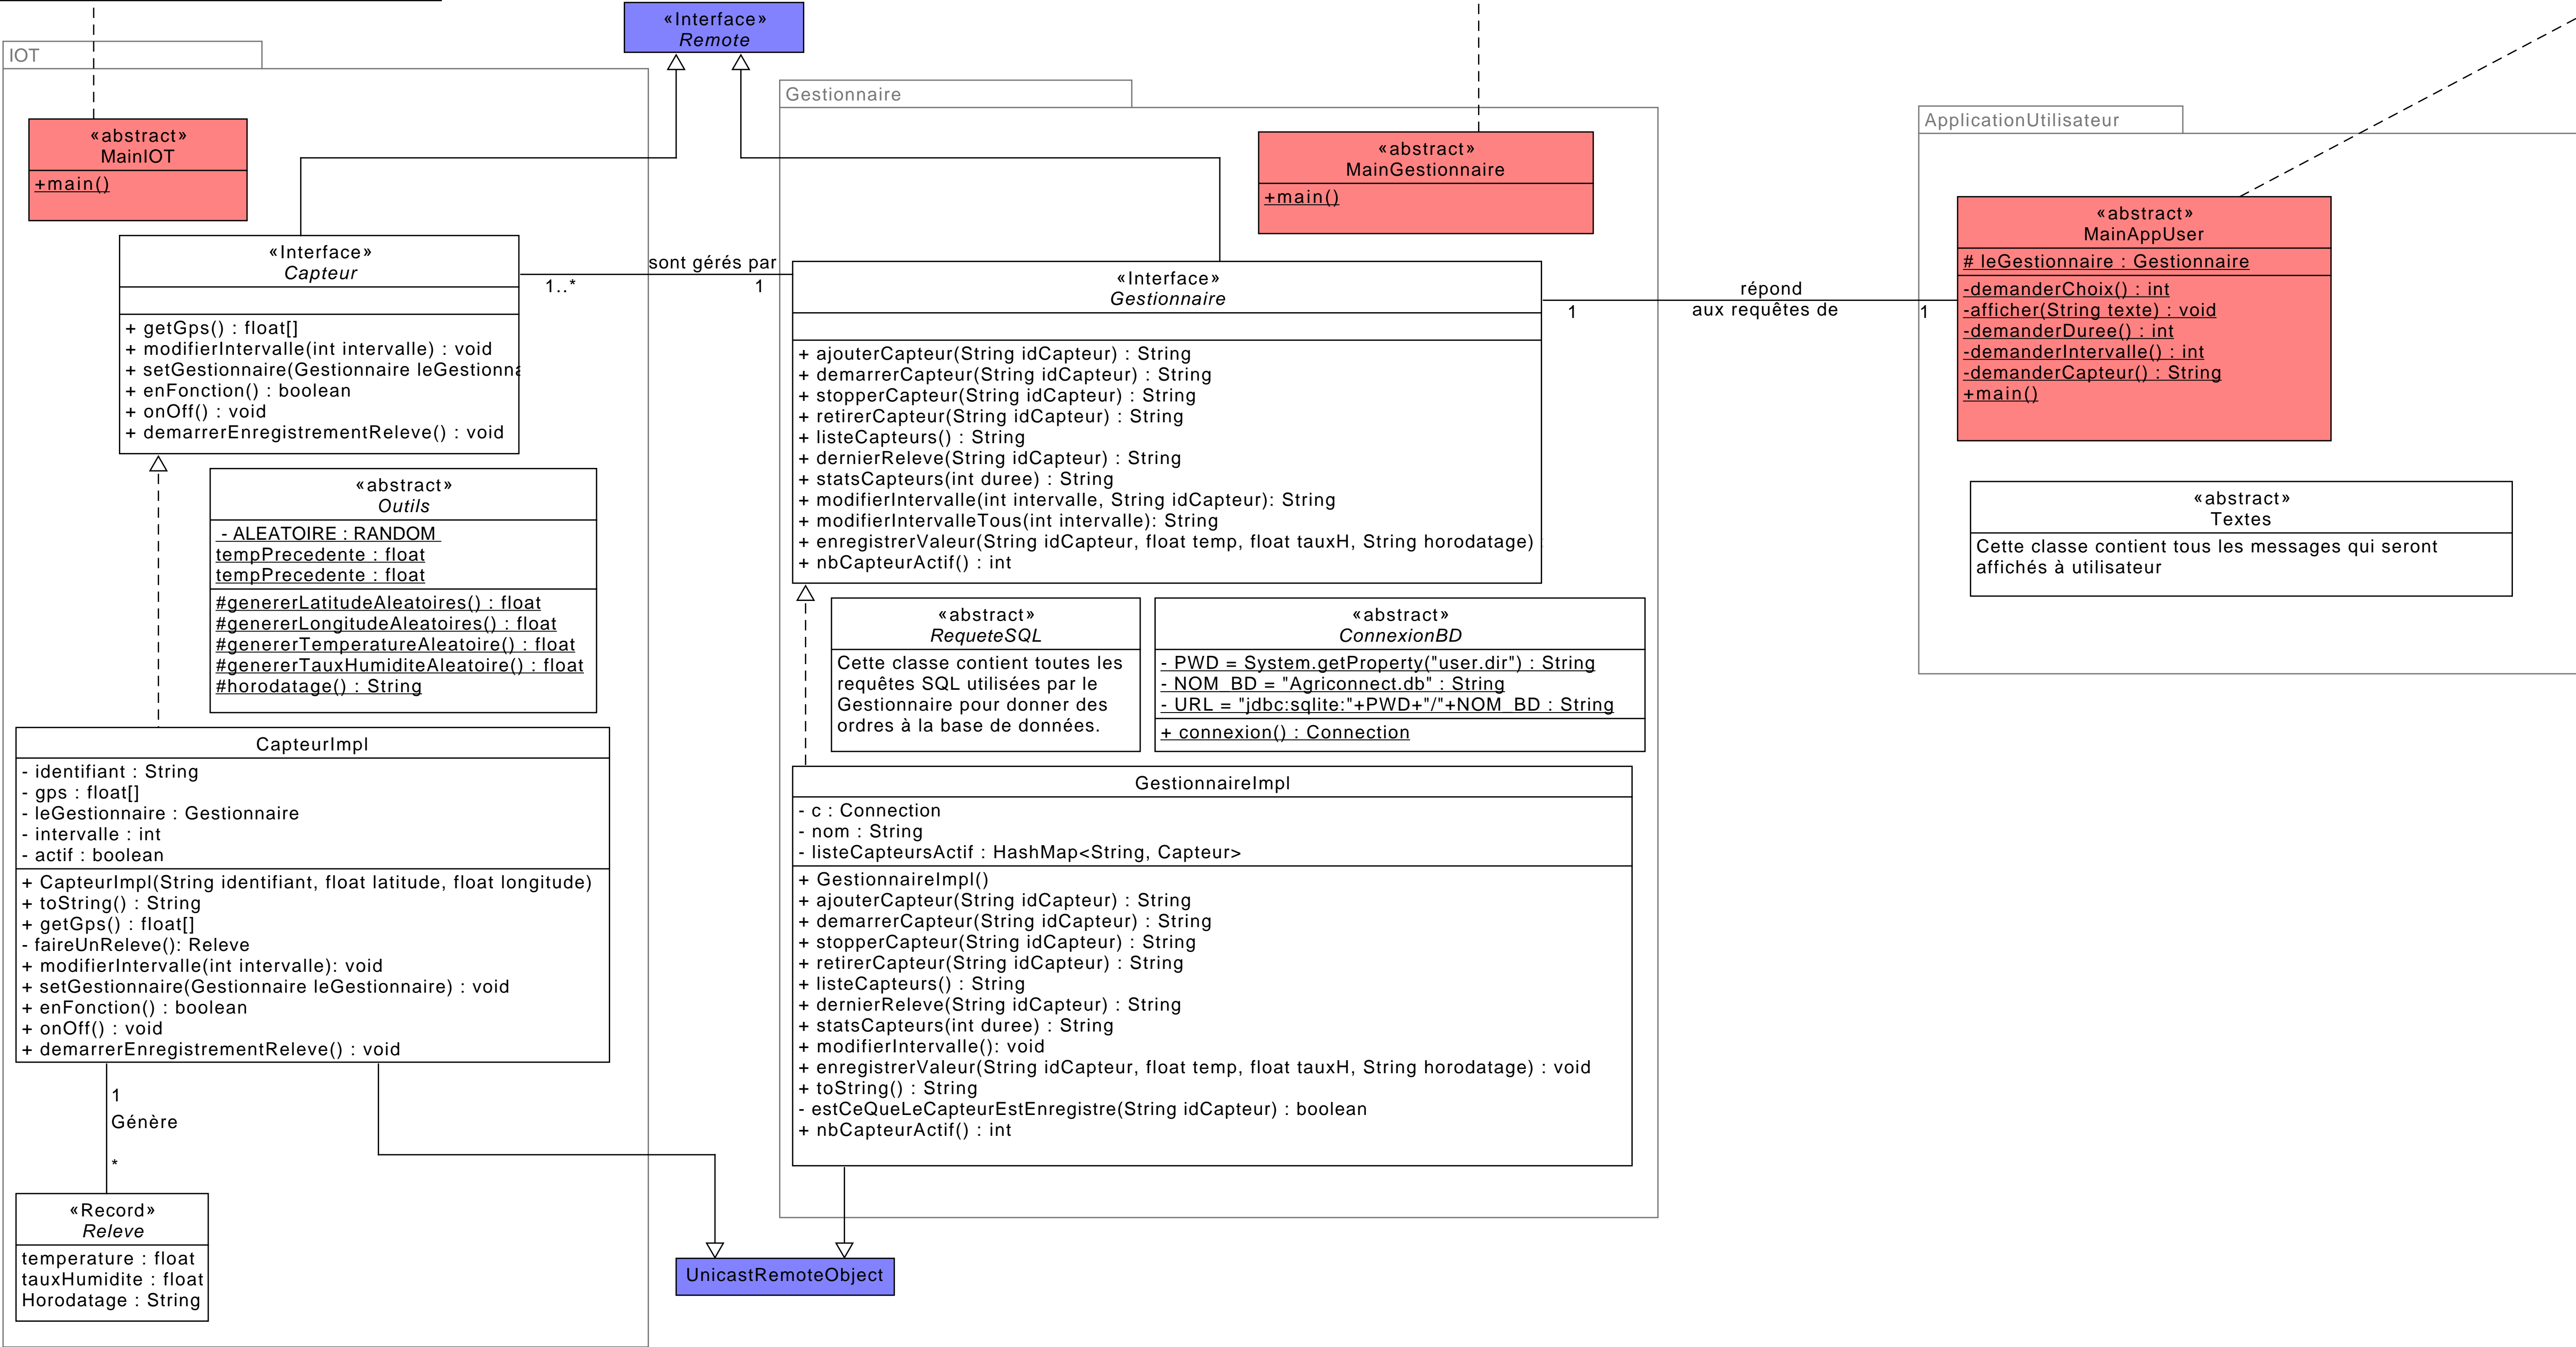 «Interface»
Remote
IOT
«abstract»
MainIOT
+main()
«Interface»
Capteur
+ getGps() : float[]
+ modifierIntervalle(int intervalle) : void
+ setGestionnaire(Gestionnaire leGestionna
+ enFonction() : boolean
+ onOff() : void
+ demarrerEnregistrementReleve() : void
«abstract»
Outils
- ALEATOIRE : RANDOM
tempPrecedente : float
tempPrecedente : float
#genererLatitudeAleatoires() : float
#genererLongitudeAleatoires() : float
#genererTemperatureAleatoire() : float
#genererTauxHumiditeAleatoire() : float
#horodatage() : String
CapteurImpl
- identifiant : String
- gps : float[]
- leGestionnaire : Gestionnaire
- intervalle : int
- actif : boolean
+ CapteurImpl(String identifiant, float latitude, float longitude)
+ toString() : String
+ getGps() : float[]
- faireUnReleve(): Releve
+ modifierIntervalle(int intervalle): void
+ setGestionnaire(Gestionnaire leGestionnaire) : void
+ enFonction() : boolean
+ onOff() : void
+ demarrerEnregistrementReleve() : void
1
Génère
*
«Record»
Releve
temperature : float
tauxHumidite : float
Horodatage : String
sont gérés par
1..*
1
Gestionnaire
«abstract»
MainGestionnaire
+main()
«Interface»
Gestionnaire
+ ajouterCapteur(String idCapteur) : String
+ demarrerCapteur(String idCapteur) : String
+ stopperCapteur(String idCapteur) : String
+ retirerCapteur(String idCapteur) : String
+ listeCapteurs() : String
+ dernierReleve(String idCapteur) : String
+ statsCapteurs(int duree) : String
+ modifierIntervalle(int intervalle, String idCapteur): String
+ modifierIntervalleTous(int intervalle): String
+ enregistrerValeur(String idCapteur, float temp, float tauxH, String horodatage) :
+ nbCapteurActif() : int
«abstract»
RequeteSQL
Cette classe contient toutes les
requêtes SQL utilisées par le
Gestionnaire pour donner des
ordres à la base de données.
«abstract»
ConnexionBD
- PWD = System.getProperty("user.dir") : String
- NOM_BD = "Agriconnect.db" : String
- URL = "jdbc:sqlite:"+PWD+"/"+NOM_BD : String
+ connexion() : Connection
GestionnaireImpl
- c : Connection
- nom : String
- listeCapteursActif : HashMap<String, Capteur>
+ GestionnaireImpl()
+ ajouterCapteur(String idCapteur) : String
+ demarrerCapteur(String idCapteur) : String
+ stopperCapteur(String idCapteur) : String
+ retirerCapteur(String idCapteur) : String
+ listeCapteurs() : String
+ dernierReleve(String idCapteur) : String
+ statsCapteurs(int duree) : String
+ modifierIntervalle(): void
+ enregistrerValeur(String idCapteur, float temp, float tauxH, String horodatage) : void
+ toString() : String
- estCeQueLeCapteurEstEnregistre(String idCapteur) : boolean
+ nbCapteurActif() : int
UnicastRemoteObject
répond
aux requêtes de
1
1
ApplicationUtilisateur
«abstract»
MainAppUser
# leGestionnaire : Gestionnaire
-demanderChoix() : int
-afficher(String texte) : void
-demanderDuree() : int
-demanderIntervalle() : int
-demanderCapteur() : String
+main()
«abstract»
Textes
Cette classe contient tous les messages qui seront
affichés à utilisateur